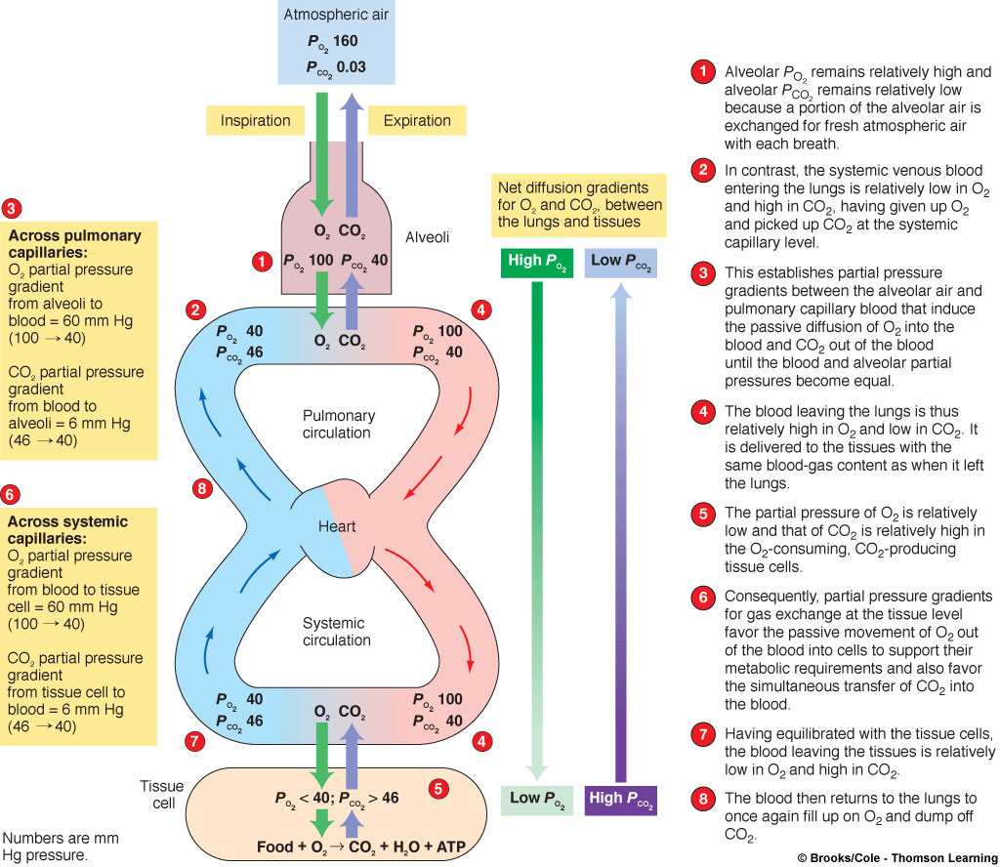 Atmospheric air
PO2 160
PCO2 0.03
Inspiration
Expiration
O2 CO2
Alveoli
1
PO2 100 PCO2 40
3
Across pulmonary
capillaries:
O2 partial pressure
gradient
from alveoli to
blood = 60 mm Hg
(100 → 40)
CO2 partial pressure
gradient
from blood to
alveoli = 6 mm Hg
(46 → 40)
2
PO2 40
PCO2 46
O2 CO2
4
PO2 100
PCO2 40
Pulmonary
circulation
8
Heart
6
Across systemic
capillaries:
O2 partial pressure
gradient
from blood to tissue
cell = 60 mm Hg
(100 → 40)
CO2 partial pressure
gradient
from tissue cell to
blood = 6 mm Hg
(46 → 40)
Systemic
circulation
PO2 40
PCO2 46
7
O2 CO2
PO2 100
PCO2 40
4
Tissue
cell
5
PO2 < 40; PCO2 > 46
Food + O2 → CO2 + H2O + ATP
Numbers are mm
Hg pressure.
Net diffusion gradients
for O2 and CO2, between
the lungs and tissues
High PO2
Low PCO2
Low PO2
High PCO2
1 Alveolar PO2 remains relatively high and
alveolar PCO2 remains relatively low
because a portion of the alveolar air is
exchanged for fresh atmospheric air
with each breath.
2 In contrast, the systemic venous blood
entering the lungs is relatively low in O2
and high in CO2, having given up O2
and picked up CO2 at the systemic
capillary level.
3 This establishes partial pressure
gradients between the alveolar air and
pulmonary capillary blood that induce
the passive diffusion of O2 into the
blood and CO2 out of the blood
until the blood and alveolar partial
pressures become equal.
4 The blood leaving the lungs is thus
relatively high in O2 and low in CO2. It
is delivered to the tissues with the
same blood-gas content as when it left
the lungs.
5 The partial pressure of O2 is relatively
low and that of CO2 is relatively high in
the O2-consuming, CO2-producing
tissue cells.
6 Consequently, partial pressure gradients
for gas exchange at the tissue level
favor the passive movement of O2 out
of the blood into cells to support their
metabolic requirements and also favor
the simultaneous transfer of CO2 into
the blood.
7 Having equilibrated with the tissue cells,
the blood leaving the tissues is relatively
low in O2 and high in CO2.
8 The blood then returns to the lungs to
once again fill up on O2 and dump off
CO2.
© Brooks/Cole - Thomson Learning